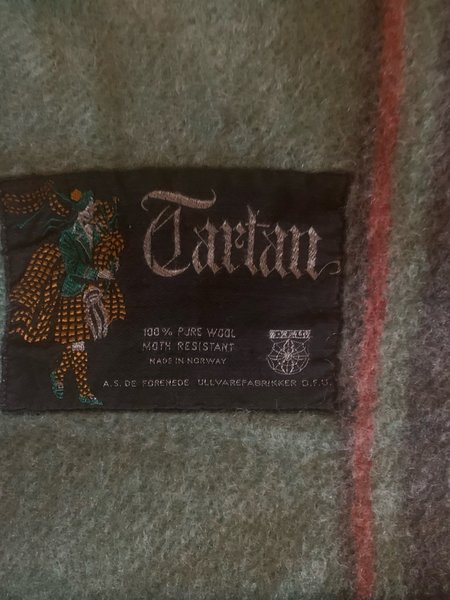 Tartan
100% PURE WOOL
MOTH RESISTANT
MADE IN NORWAY
A.S. DE FORENEDE ULLVAREFABRIKKER D.F.U.